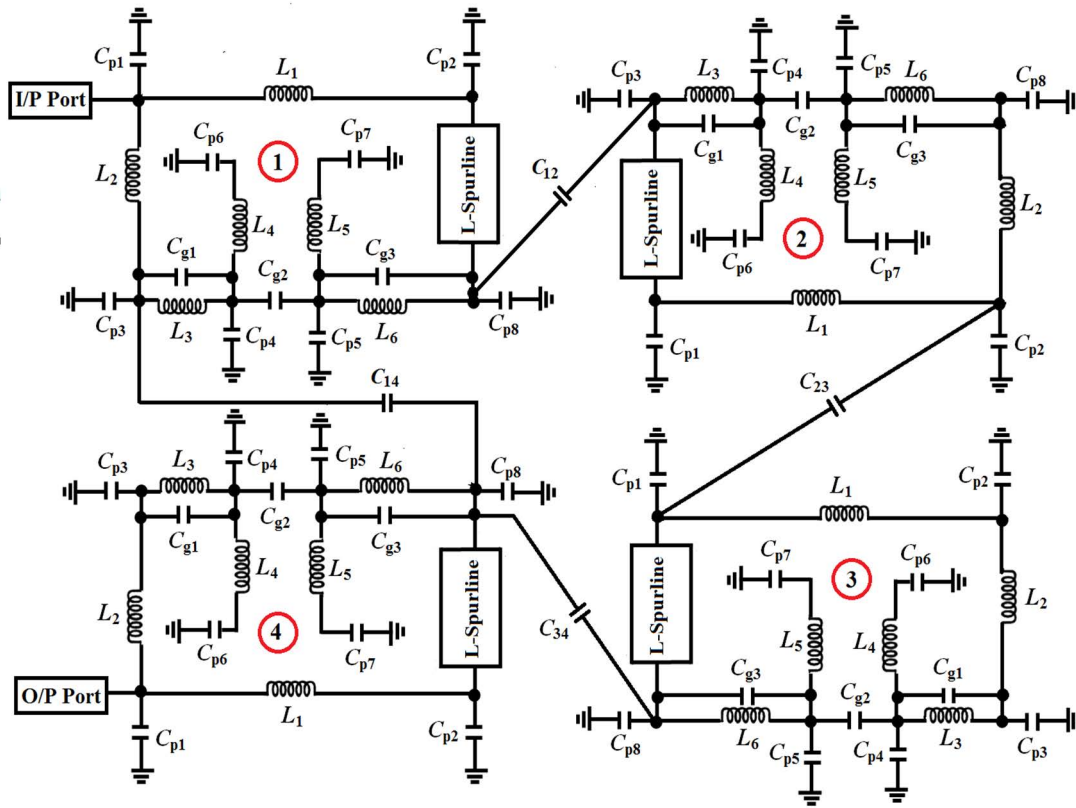 Cp1
L1
Cp2
I/P Port
Cp6
1
Cp7
L2
L-Spurline
L4
L5
Cg1
Cg2
Cg3
Cp3
L3
Cp4
Cp5
L6
Cp8
C12
Cp3
L3
Cp4
Cp5
L6
Cp8
Cg1
Cg2
Cg3
L-Spurline
L4
L5
L2
Cp6
2
Cp7
L1
Cp1
Cp2
C14
C23
Cp3
L3
Cp4
Cp5
L6
Cp8
Cg1
Cg2
Cg3
L4
L5
L2
L-Spurline
Cp6
4
Cp7
O/P Port
L1
Cp1
Cp2
C34
Cp1
L1
Cp2
Cp7
3
Cp6
L-Spurline
L2
L5
L4
Cg3
Cg2
Cg1
Cp8
L6
Cp5
Cp4
L3
Cp3